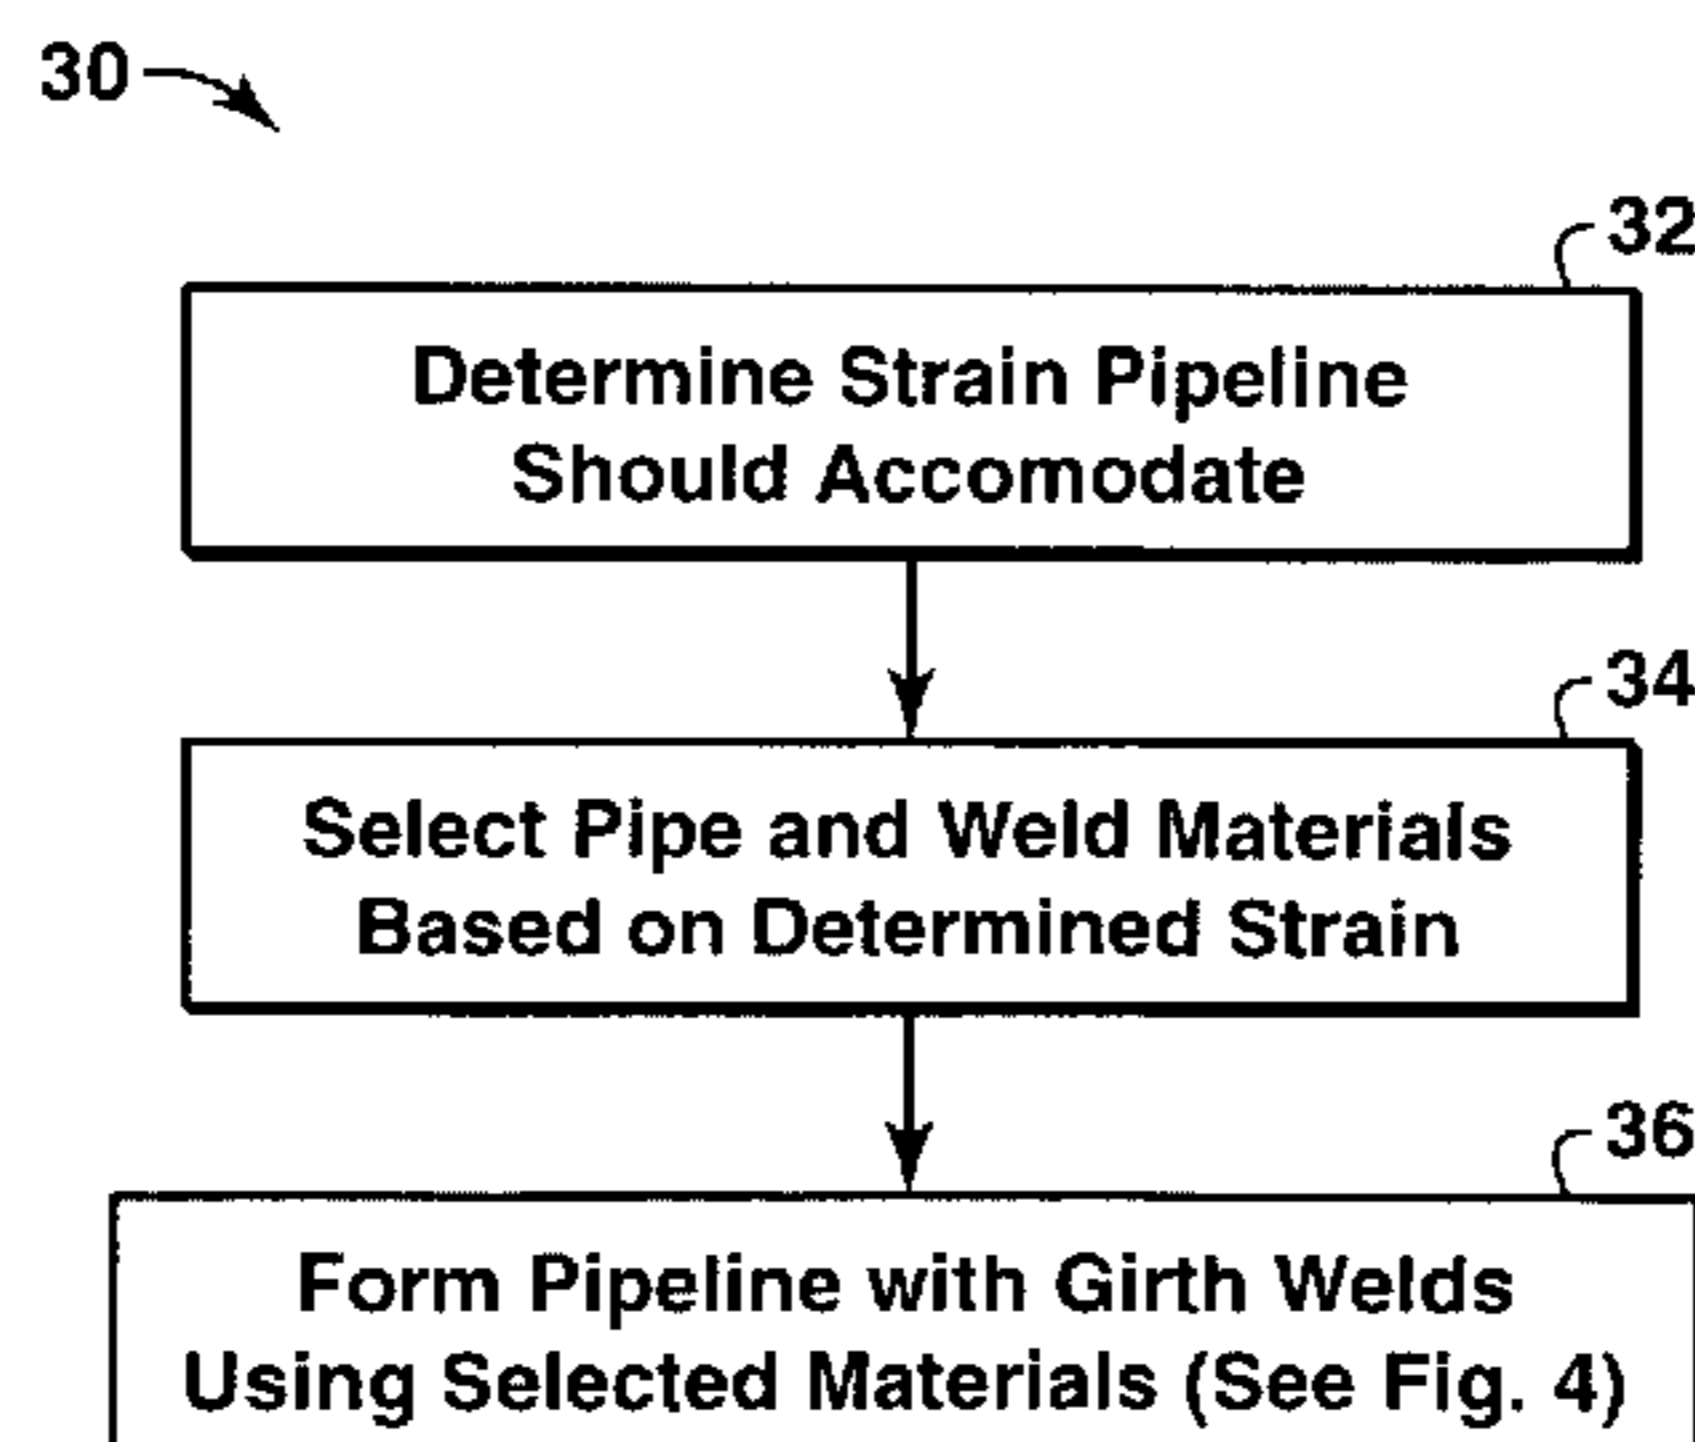 30
32
Determine Strain Pipeline
Should Accomodate
34
Select Pipe and Weld Materials
Based on Determined Strain
36
Form Pipeline with Girth Welds
Using Selected Materials (See Fig. 4)